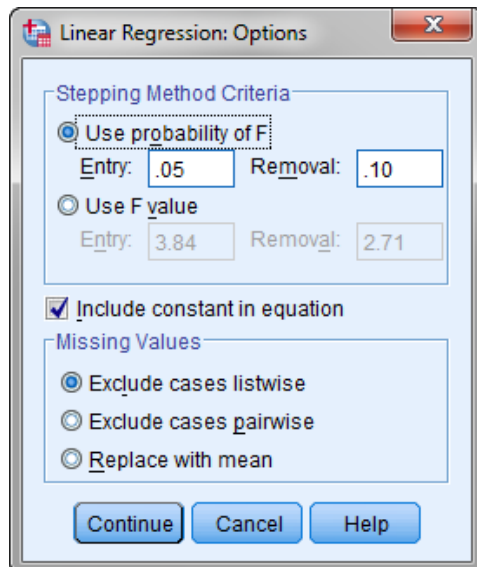 Linear Regression: Options
Stepping Method Criteria
Use probability of F
Entry: .05 Removal: .10
Use F value
Entry: 3.84 Removal: 2.71
Include constant in equation
Missing Values
Exclude cases listwise
Exclude cases pairwise
Replace with mean
Continue Cancel Help